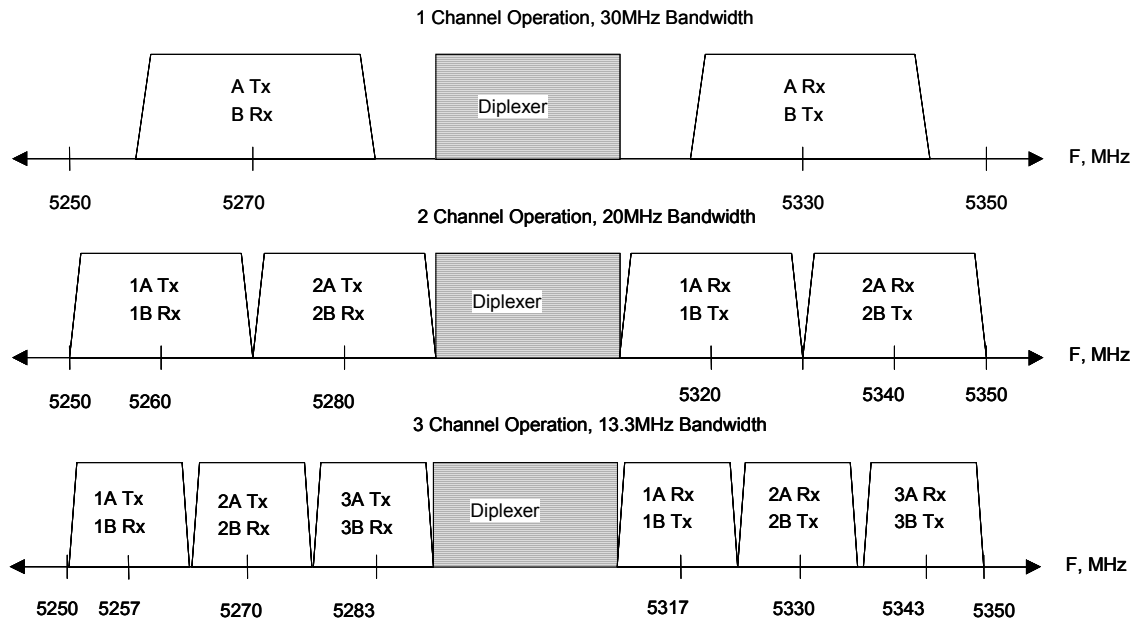 1 Channel Operation, 30MHz Bandwidth
A Tx
B Rx
Diplexer
A Rx
B Tx
F, MHz
5250
5270
5330
5350
2 Channel Operation, 20MHz Bandwidth
1A Tx
1B Rx
2A Tx
2B Rx
Diplexer
1A Rx
1B Tx
2A Rx
2B Tx
F, MHz
5250
5260
5280
5320
5340
5350
3 Channel Operation, 13.3MHz Bandwidth
1A Tx
1B Rx
2A Tx
2B Rx
3A Tx
3B Rx
Diplexer
1A Rx
1B Tx
2A Rx
2B Tx
3A Rx
3B Tx
F, MHz
5250
5257
5270
5283
5317
5330
5343
5350